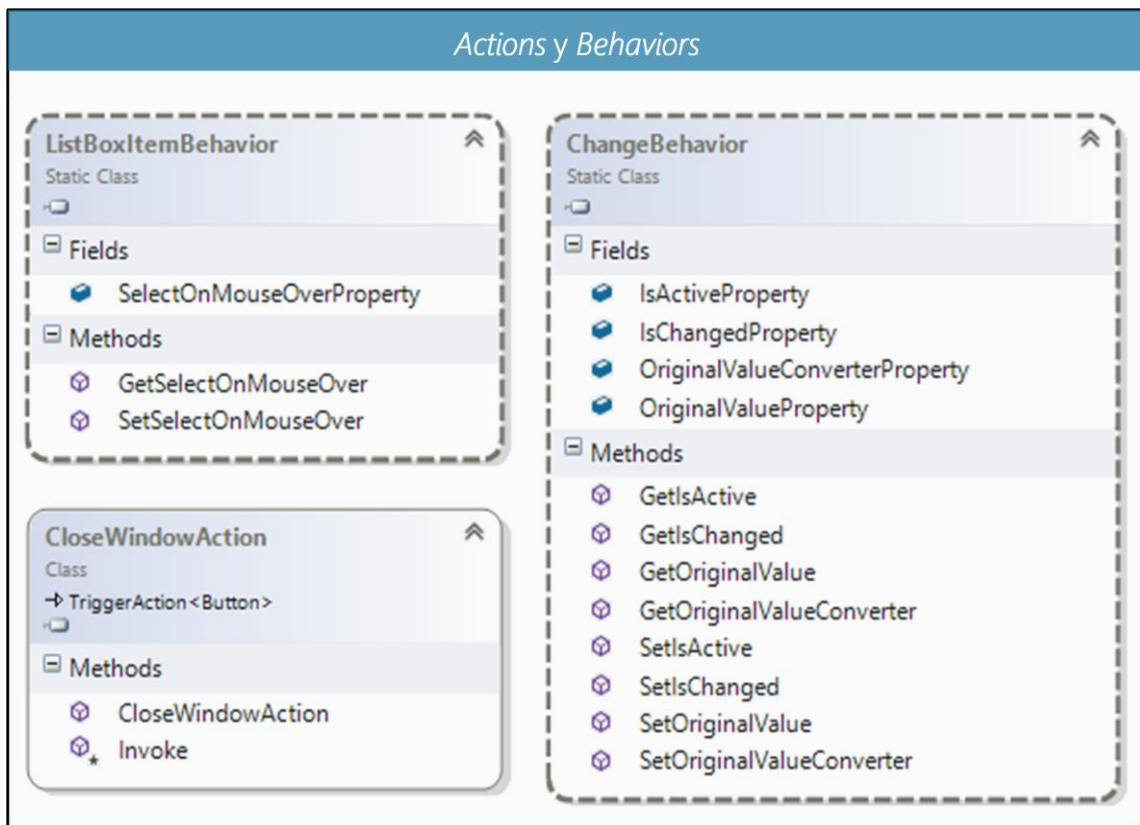 Actions y Behaviors
ListBoxItemBehavior
Static Class
Fields
SelectOnMouseOverProperty
Methods
GetSelectOnMouseOver
SetSelectOnMouseOver
CloseWindowAction
Class
TriggerAction<Button>
Methods
CloseWindowAction
Invoke
ChangeBehavior
Static Class
Fields
IsActiveProperty
IsChangedProperty
OriginalValueConverterProperty
OriginalValueProperty
Methods
GetIsActive
GetIsChanged
GetOriginalValue
GetOriginalValueConverter
SetIsActive
SetIsChanged
SetOriginalValue
SetOriginalValueConverter